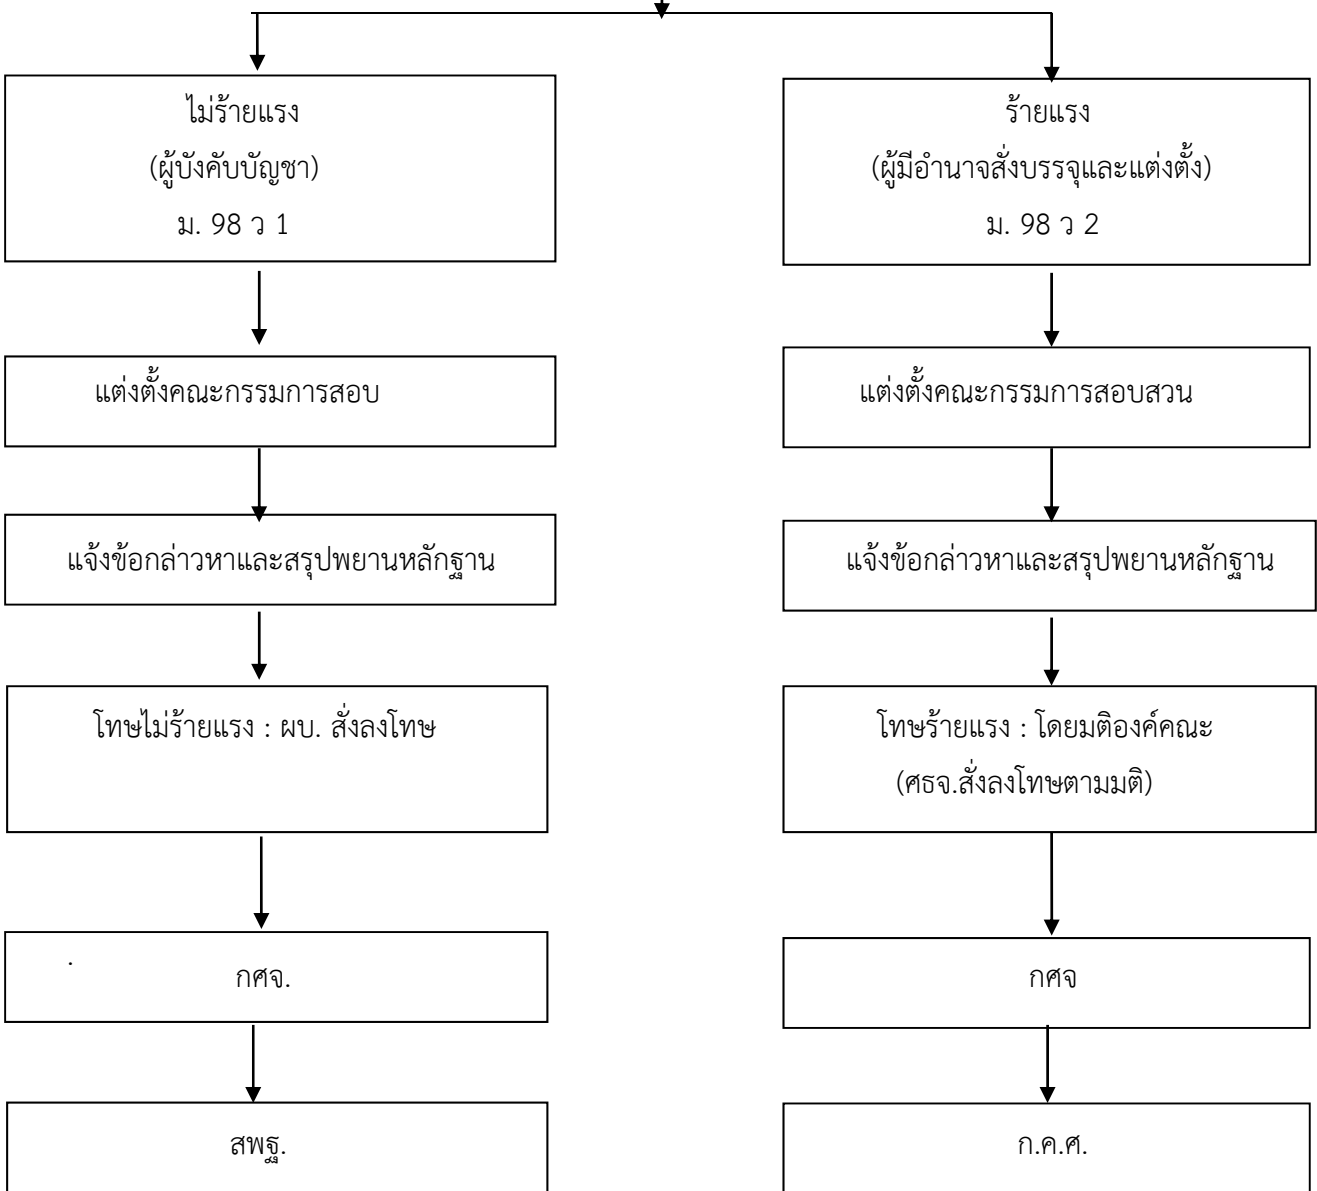 ไม่ร้ายแรง
(ผู้บังคับบัญชา)
ม. 98 ว 1
แต่งตั้งคณะกรรมการสอบ
แจ้งข้อกล่าวหาและสรุปพยานหลักฐาน
โทษไม่ร้ายแรง : ผบ. สั่งลงโทษ
.
กศจ.
สพฐ.
ร้ายแรง
(ผู้มีอำนาจสั่งบรรจุและแต่งตั้ง)
ม. 98 ว 2
แต่งตั้งคณะกรรมการสอบสวน
แจ้งข้อกล่าวหาและสรุปพยานหลักฐาน
โทษร้ายแรง : โดยมติองค์คณะ
(ศธจ.สั่งลงโทษตามมติ)
กศจ
ก.ค.ศ.